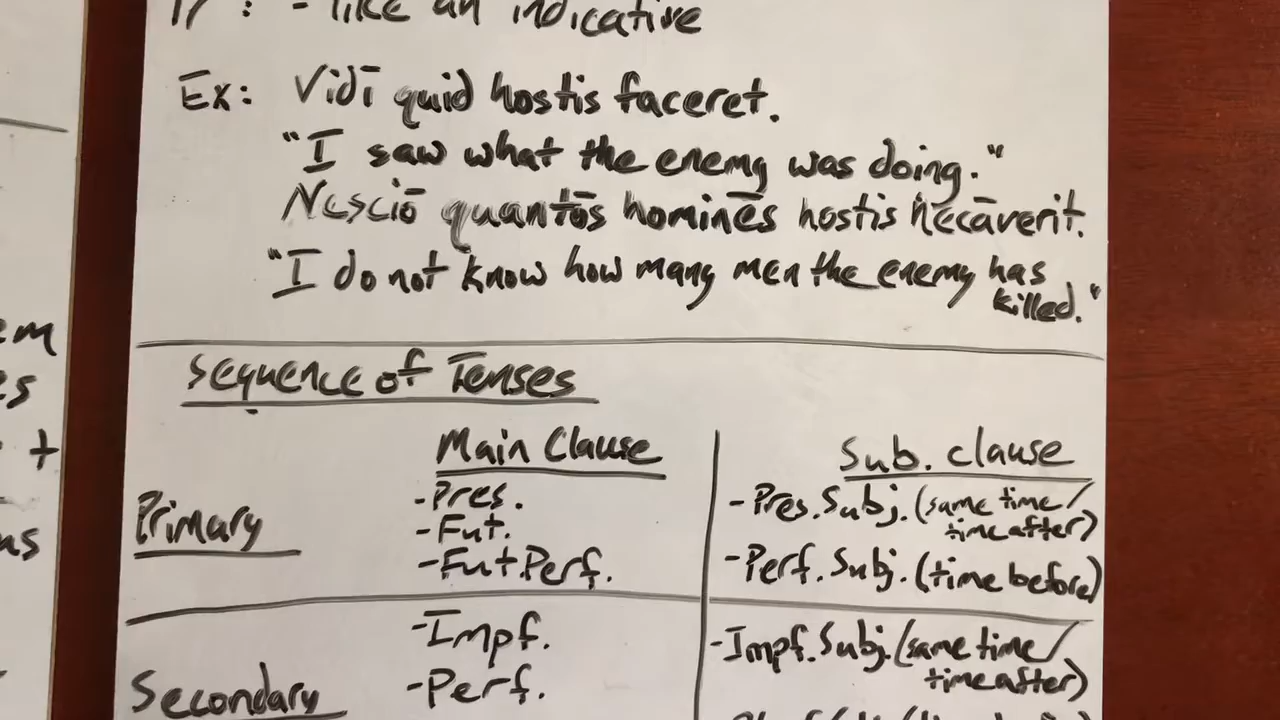 : - like an indicative
Ex: Vidī quid hostis faceret.
"I saw what the enemy was doing."
Nesciō quantōs hominēs hostis necāverit.
"I do not know how many men the enemy has
killed."
Sequence of Tenses
Main Clause
Sub. clause
Primary
-Pres.
-Fut.
-Fut.Perf.
-Pres.Subj.(same time/
time after)
-Perf.Subj.(time before)
Secondary
-Impf.
-Perf.
-Impf.Subj.(same time/
time after)
em
es
+
ns